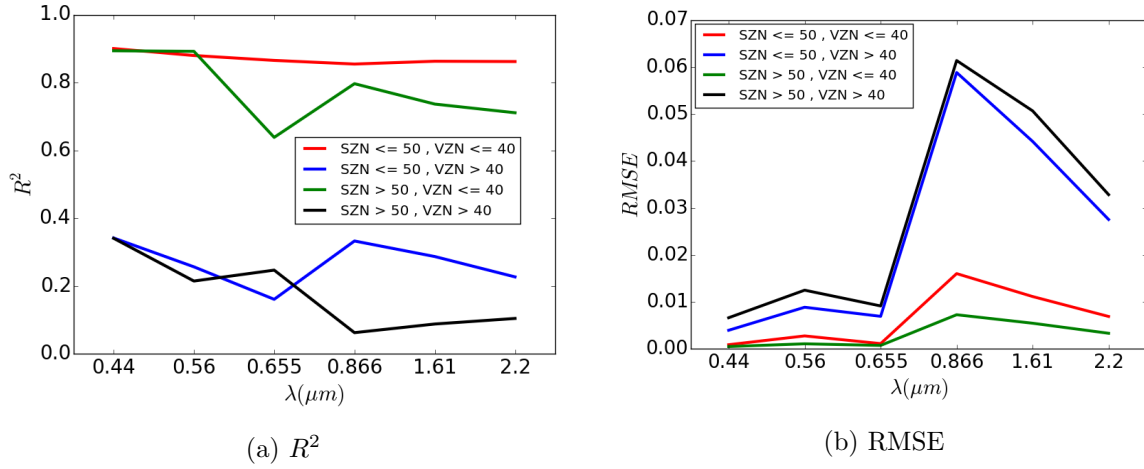 1.0
0.8
0.6
0.4
0.2
0.0
R²
SZN <= 50 , VZN <= 40
SZN <= 50 , VZN > 40
SZN > 50 , VZN <= 40
SZN > 50 , VZN > 40
0.44 0.56 0.655 0.866 1.61 2.2
λ(μm)
(a) R²
0.07
0.06
0.05
0.04
0.03
0.02
0.01
0.00
RMSE
SZN <= 50 , VZN <= 40
SZN <= 50 , VZN > 40
SZN > 50 , VZN <= 40
SZN > 50 , VZN > 40
0.44 0.56 0.655 0.866 1.61 2.2
λ(μm)
(b) RMSE